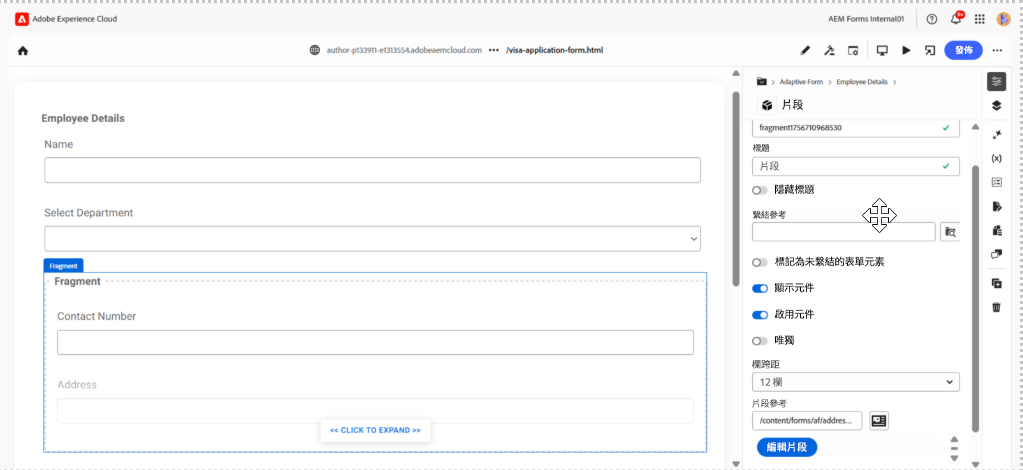 Adobe Experience Cloud
AEM Forms Internal01
9+
author-p133911-e1313554.adobeaemcloud.com ••• /visa-application-form.html
發佈
Employee Details
Name
Select Department
Fragment
Fragment
Contact Number
Address
<< CLICK TO EXPAND >>
Adaptive Form > Employee Details >
片段
fragment1756710968530
標題
片段
隱藏標題
繫結參考
標記為未繫結的表單元素
顯示元件
啟用元件
唯獨
欄跨距
12 欄
片段參考
/content/forms/af/addres...
編輯片段